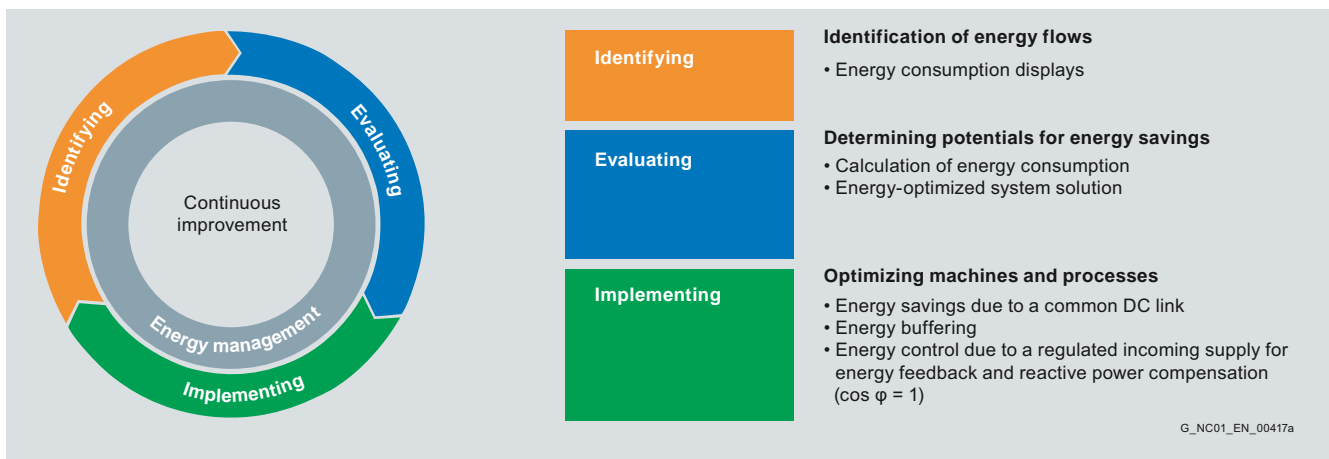 Identifying
Evaluating
Continuous
improvement
Energy management
Implementing
Identifying
Identification of energy flows
• Energy consumption displays
Evaluating
Determining potentials for energy savings
• Calculation of energy consumption
• Energy-optimized system solution
Implementing
Optimizing machines and processes
• Energy savings due to a common DC link
• Energy buffering
• Energy control due to a regulated incoming supply for
energy feedback and reactive power compensation
(cos φ = 1)
G_NC01_EN_00417a